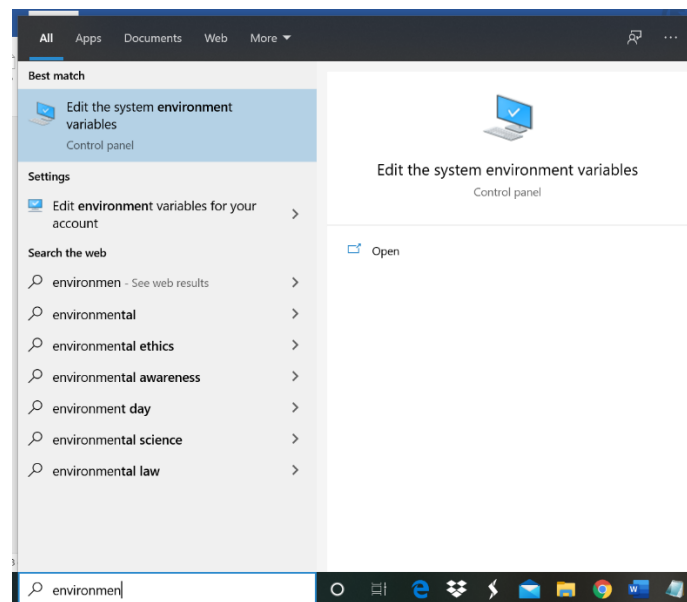 All Apps Documents Web More
Best match
Edit the system environment
variables
Control panel
Settings
Edit environment variables for your
account
Search the web
environmen - See web results
environmental
environmental ethics
environmental awareness
environment day
environmental science
environmental law
Edit the system environment variables
Control panel
Open
environmen